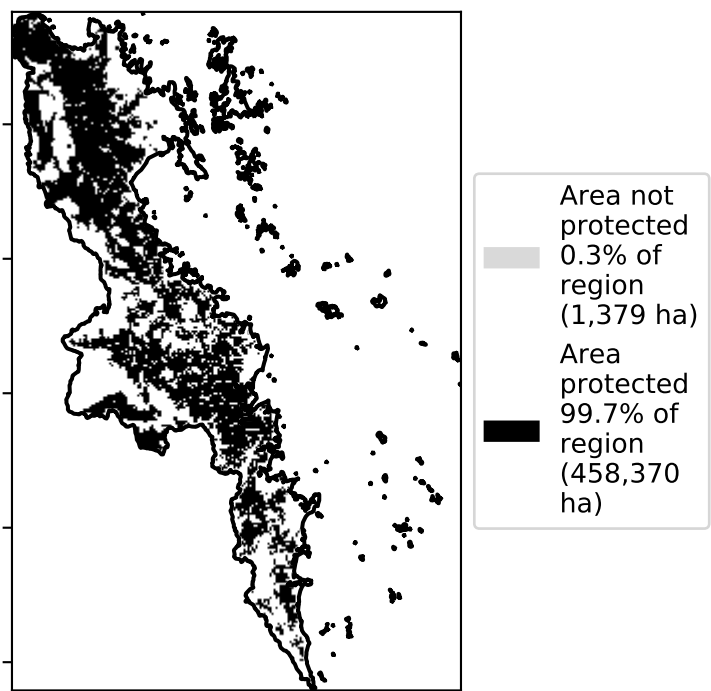 Area not
protected
0.3% of
region
(1,379 ha)
Area
protected
99.7% of
region
(458,370
ha)